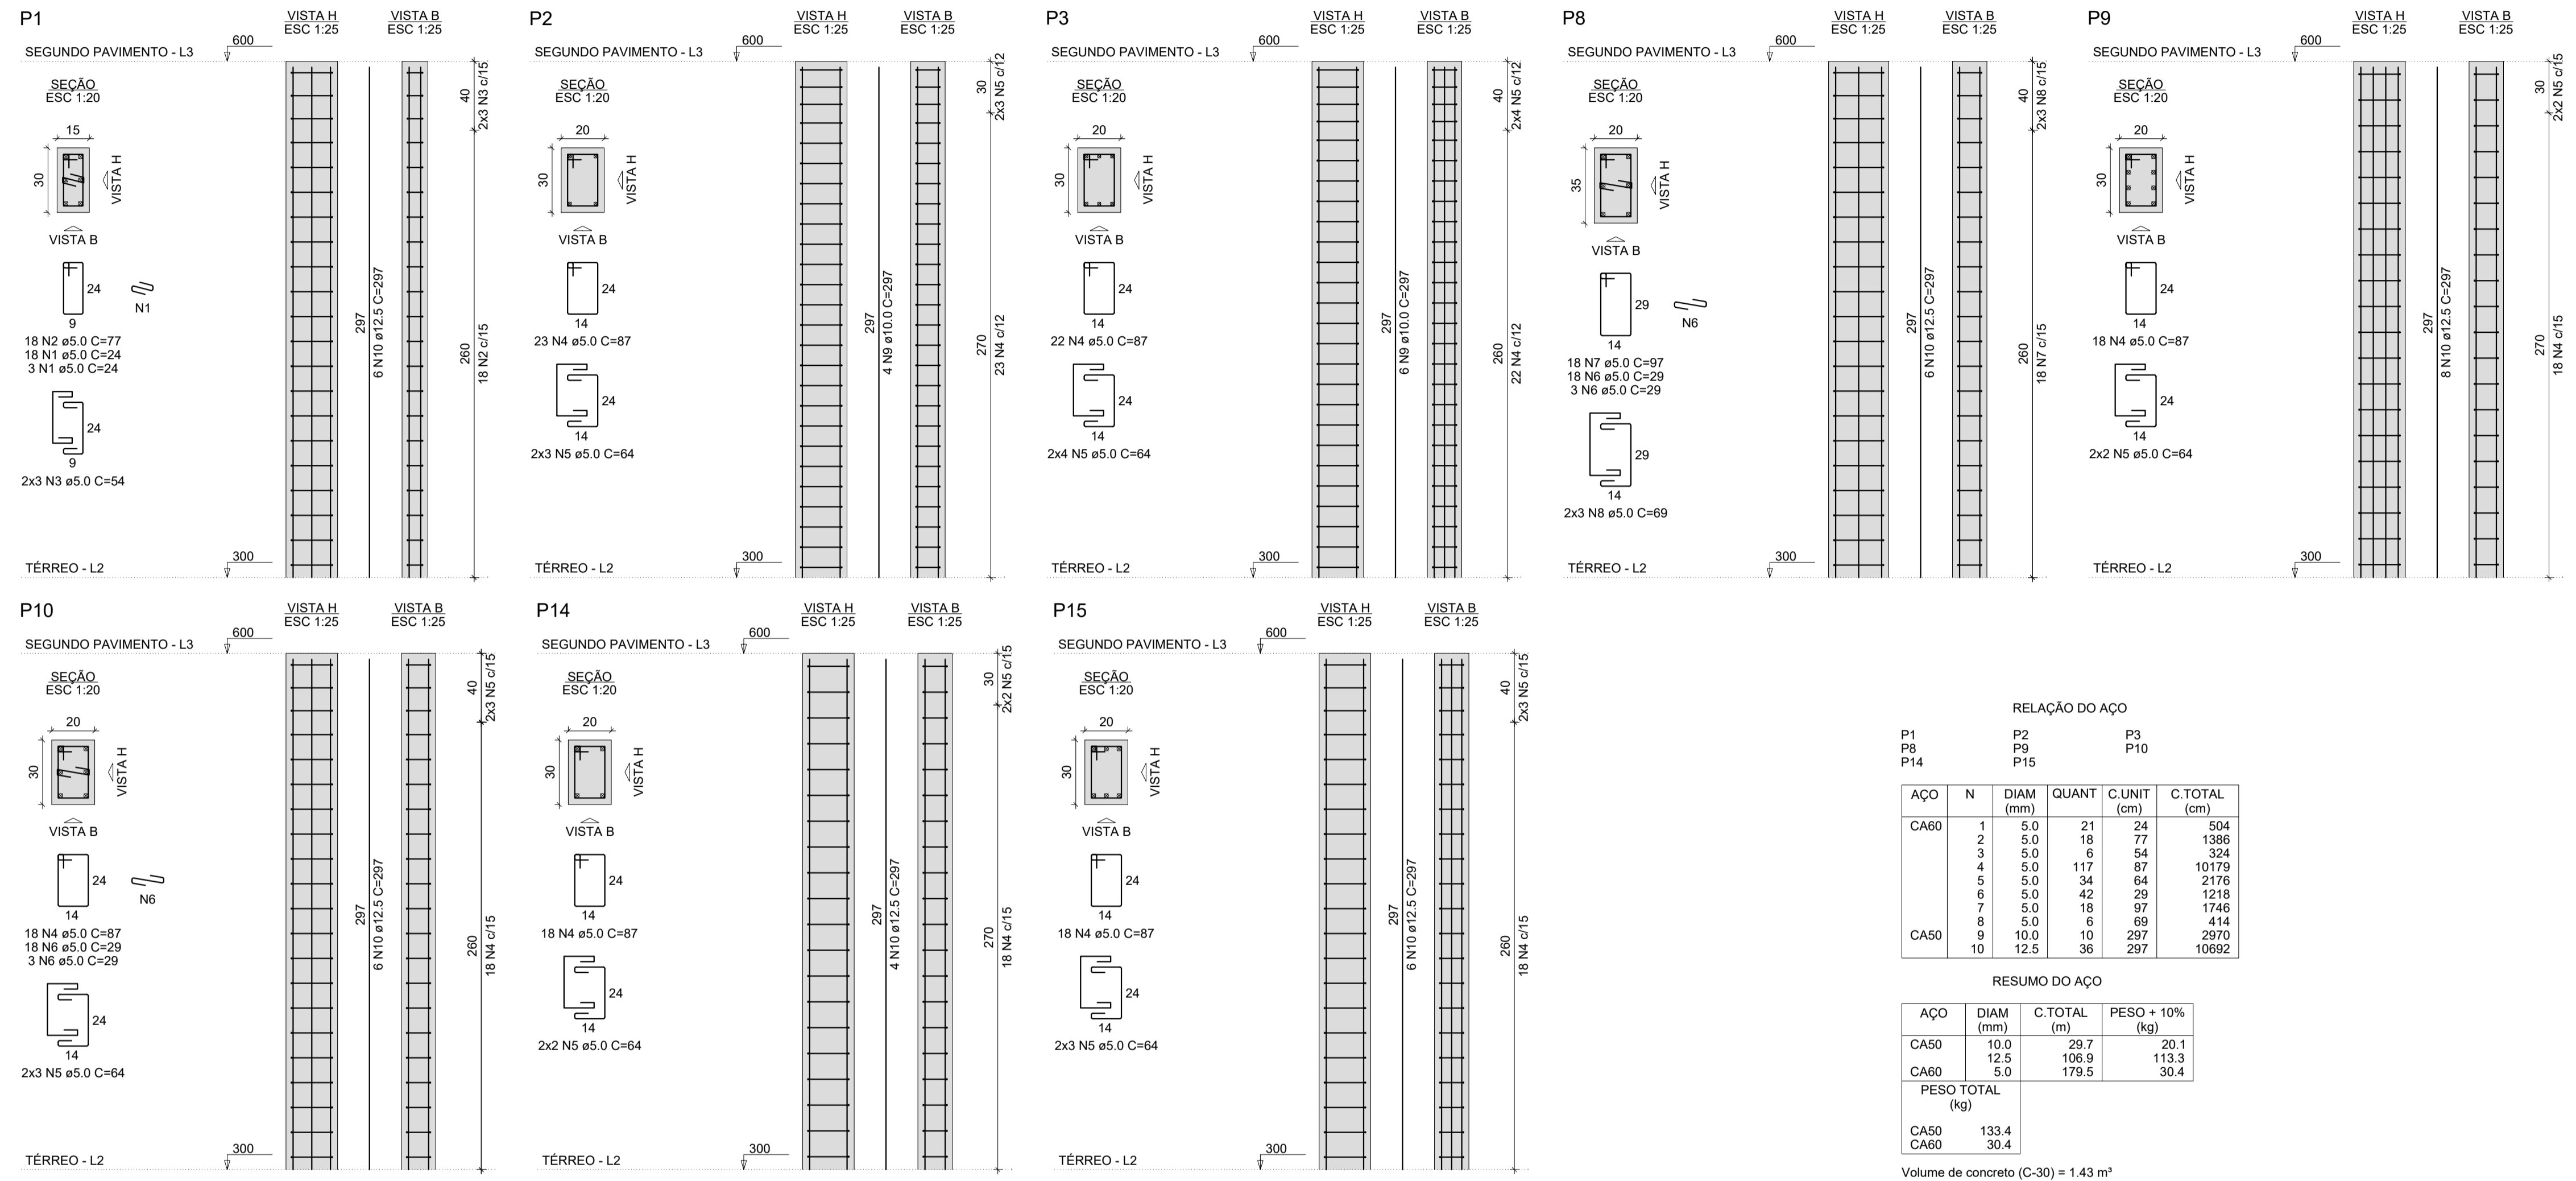 P1
VISTA H
ESC 1:25
VISTA B
ESC 1:25
SEGUNDO PAVIMENTO - L3
600
SEÇÃO
ESC 1:20
15
30
VISTA H
VISTA B
24
9
N1
18 N2 ø5.0 C=77
18 N1 ø5.0 C=24
3 N1 ø5.0 C=24
24
9
2x3 N3 ø5.0 C=54
297
6 N10 ø12.5 C=297
40
2x3 N3 c/15
260
18 N2 c/15
TÉRREO - L2
300
P2
VISTA H
ESC 1:25
VISTA B
ESC 1:25
SEGUNDO PAVIMENTO - L3
600
SEÇÃO
ESC 1:20
20
30
VISTA H
VISTA B
24
14
23 N4 ø5.0 C=87
24
14
2x3 N5 ø5.0 C=64
297
4 N9 ø10.0 C=297
30
2x3 N5 c/12
270
23 N4 c/12
TÉRREO - L2
300
P3
VISTA H
ESC 1:25
VISTA B
ESC 1:25
SEGUNDO PAVIMENTO - L3
600
SEÇÃO
ESC 1:20
20
30
VISTA H
VISTA B
24
14
22 N4 ø5.0 C=87
24
14
2x4 N5 ø5.0 C=64
297
6 N9 ø10.0 C=297
40
2x4 N5 c/12
260
22 N4 c/12
TÉRREO - L2
300
P8
VISTA H
ESC 1:25
VISTA B
ESC 1:25
SEGUNDO PAVIMENTO - L3
600
SEÇÃO
ESC 1:20
20
35
VISTA H
VISTA B
29
14
N6
18 N7 ø5.0 C=97
18 N6 ø5.0 C=29
3 N6 ø5.0 C=29
29
14
2x3 N8 ø5.0 C=69
297
6 N10 ø12.5 C=297
40
2x3 N8 c/15
260
18 N7 c/15
TÉRREO - L2
300
P9
VISTA H
ESC 1:25
VISTA B
ESC 1:25
SEGUNDO PAVIMENTO - L3
600
SEÇÃO
ESC 1:20
20
30
VISTA H
VISTA B
24
14
18 N4 ø5.0 C=87
24
14
2x2 N5 ø5.0 C=64
297
8 N10 ø12.5 C=297
30
2x2 N5 c/15
270
18 N4 c/15
TÉRREO - L2
300
P10
VISTA H
ESC 1:25
VISTA B
ESC 1:25
SEGUNDO PAVIMENTO - L3
600
SEÇÃO
ESC 1:20
20
30
VISTA H
VISTA B
24
14
N6
18 N4 ø5.0 C=87
18 N6 ø5.0 C=29
3 N6 ø5.0 C=29
24
14
2x3 N5 ø5.0 C=64
297
6 N10 ø12.5 C=297
40
2x3 N5 c/15
260
18 N4 c/15
TÉRREO - L2
300
P14
VISTA H
ESC 1:25
VISTA B
ESC 1:25
SEGUNDO PAVIMENTO - L3
600
SEÇÃO
ESC 1:20
20
30
VISTA H
VISTA B
24
14
18 N4 ø5.0 C=87
24
14
2x2 N5 ø5.0 C=64
297
4 N10 ø12.5 C=297
30
2x2 N5 c/15
270
18 N4 c/15
TÉRREO - L2
300
P15
VISTA H
ESC 1:25
VISTA B
ESC 1:25
SEGUNDO PAVIMENTO - L3
600
SEÇÃO
ESC 1:20
20
30
VISTA H
VISTA B
24
14
18 N4 ø5.0 C=87
24
14
2x3 N5 ø5.0 C=64
297
6 N10 ø12.5 C=297
40
2x3 N5 c/15
260
18 N4 c/15
TÉRREO - L2
300
RELAÇÃO DO AÇO
P1 P2 P3
P8 P9 P10
P14 P15
AÇO N DIAM QUANT C.UNIT C.TOTAL
(mm) (cm) (cm)
CA60 1 5.0 21 24 504
2 5.0 18 77 1386
3 5.0 6 54 324
4 5.0 117 87 10179
5 5.0 34 64 2176
6 5.0 42 29 1218
7 5.0 18 97 1746
8 5.0 6 69 414
CA50 9 10.0 10 297 2970
10 12.5 36 297 10692
RESUMO DO AÇO
AÇO DIAM C.TOTAL PESO + 10%
(mm) (m) (kg)
CA50 10.0 29.7 20.1
12.5 106.9 113.3
CA60 5.0 179.5 30.4
PESO TOTAL
(kg)
CA50 133.4
CA60 30.4
Volume de concreto (C-30) = 1.43 m³